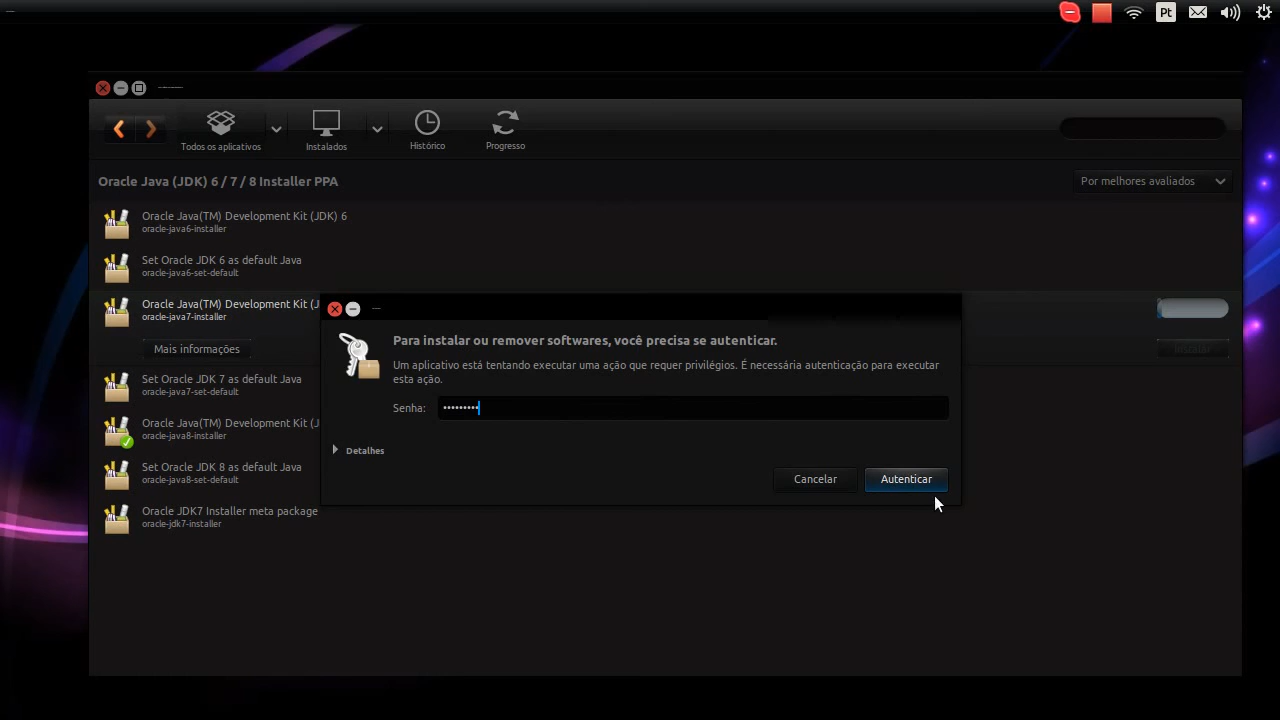 Pt
Todos os aplicativos
Instalados
Histórico
Progresso
Oracle Java (JDK) 6 / 7 / 8 Installer PPA
Por melhores avaliados
Oracle Java(TM) Development Kit (JDK) 6
oracle-java6-installer
Set Oracle JDK 6 as default Java
oracle-java6-set-default
Oracle Java(TM) Development Kit (J
oracle-java7-installer
Mais informações
Instalar
Set Oracle JDK 7 as default Java
oracle-java7-set-default
Oracle Java(TM) Development Kit (J
oracle-java8-installer
Set Oracle JDK 8 as default Java
oracle-java8-set-default
Oracle JDK7 Installer meta package
oracle-jdk7-installer
Para instalar ou remover softwares, você precisa se autenticar.
Um aplicativo está tentando executar uma ação que requer privilégios. É necessária autenticação para executar
esta ação.
Senha: •••••••••
Detalhes
Cancelar
Autenticar